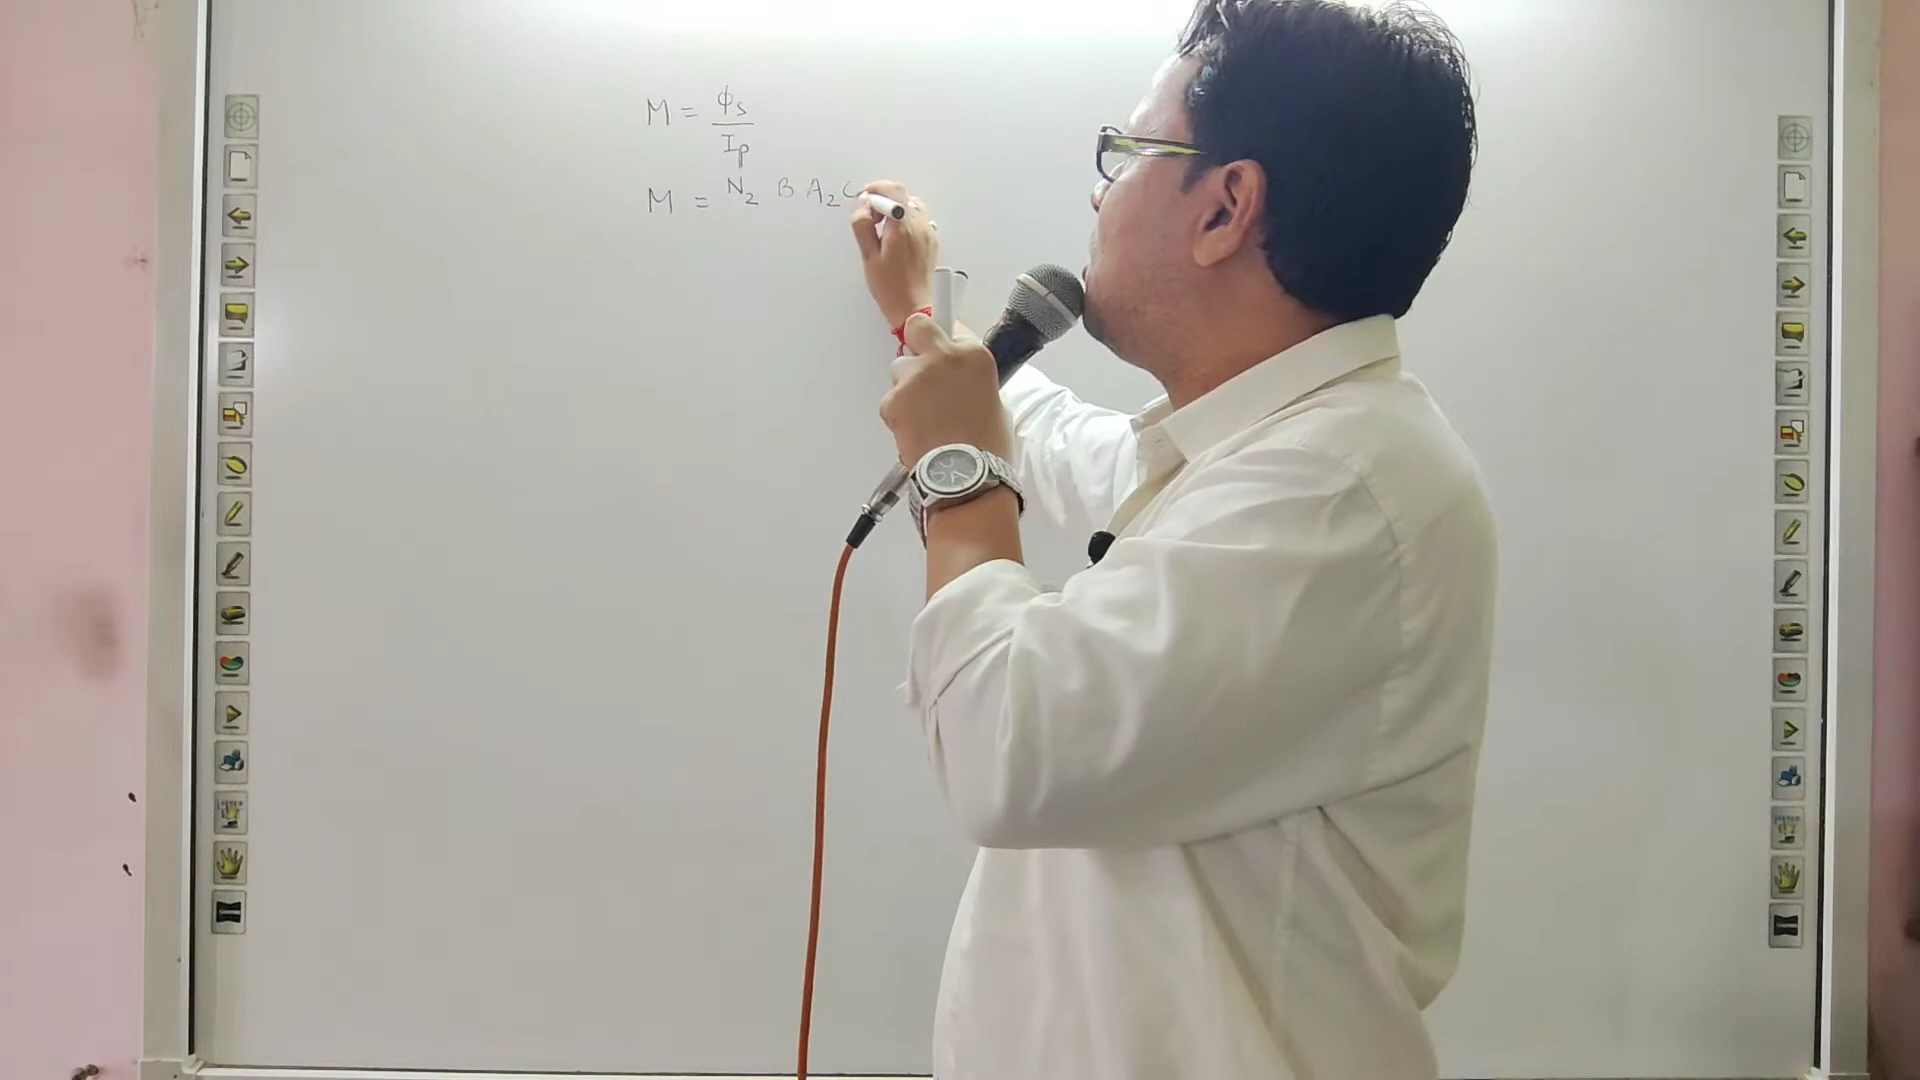 M = ϕs / Ip
M = N₂ B A₂ C